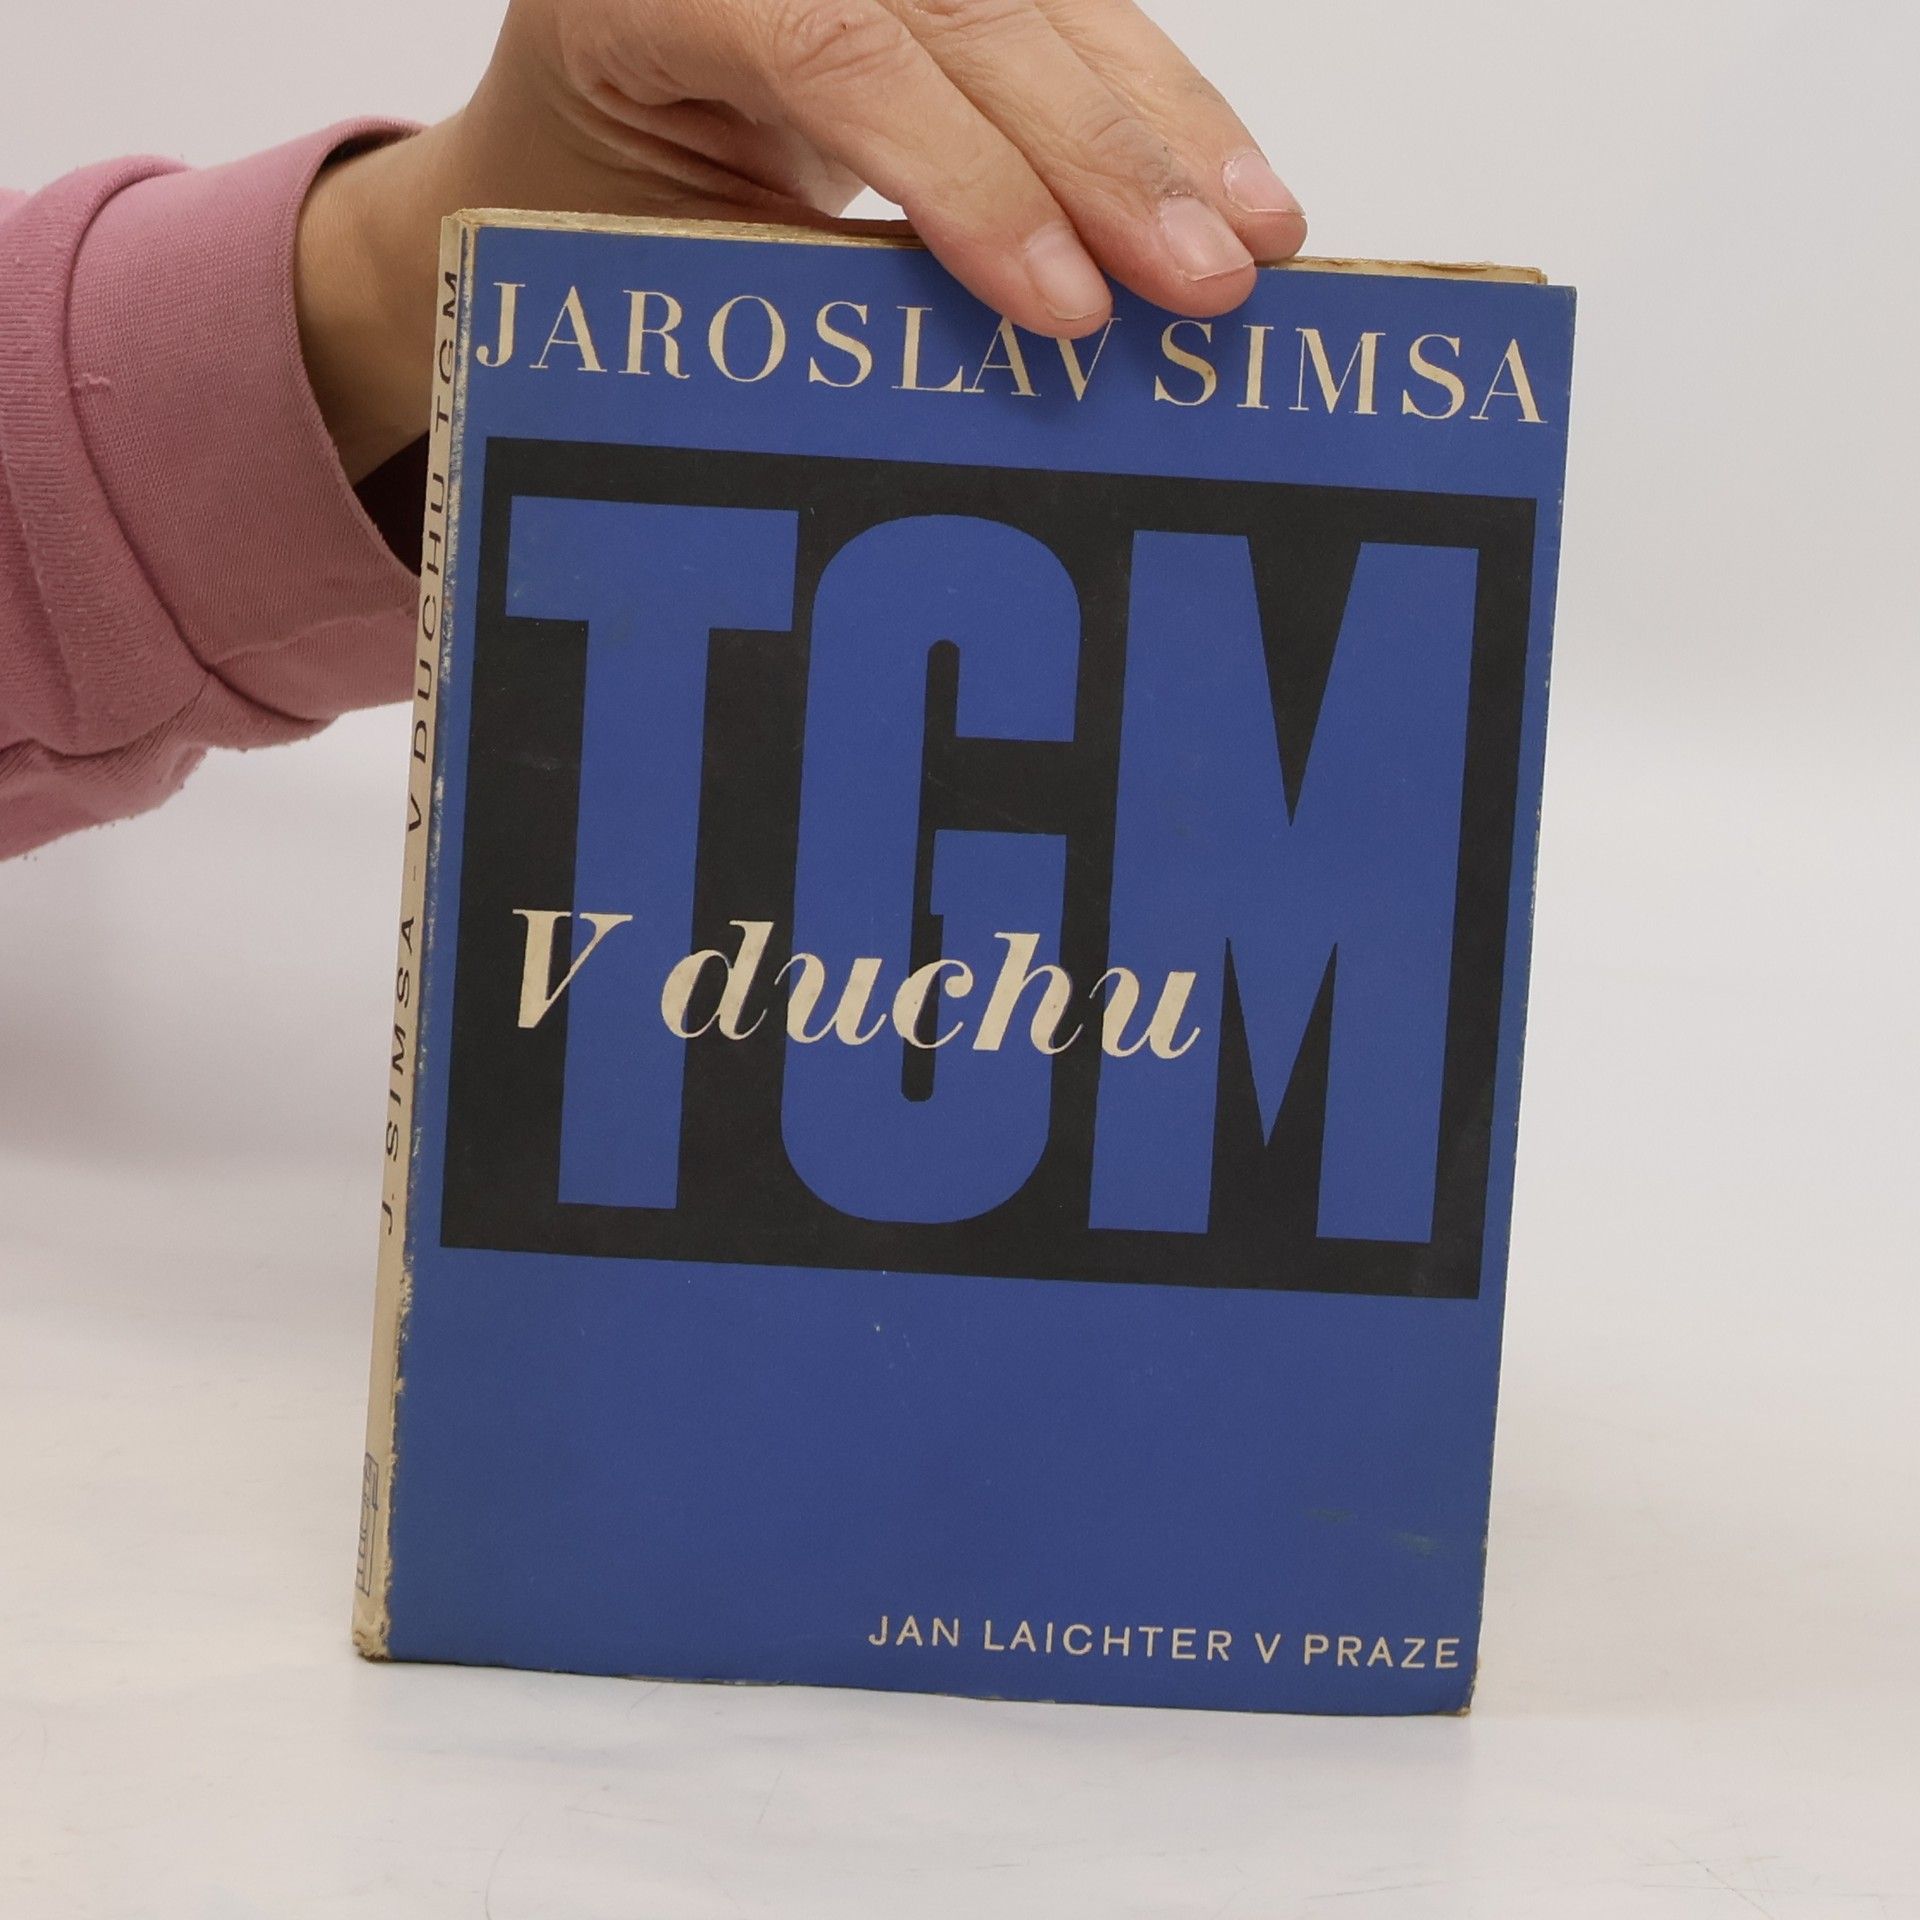 JAROSLAV SIMSA
TGM
V duchu
JAN LAICHTER V PRAZE
J. SIMSA - V DUCHU TGM